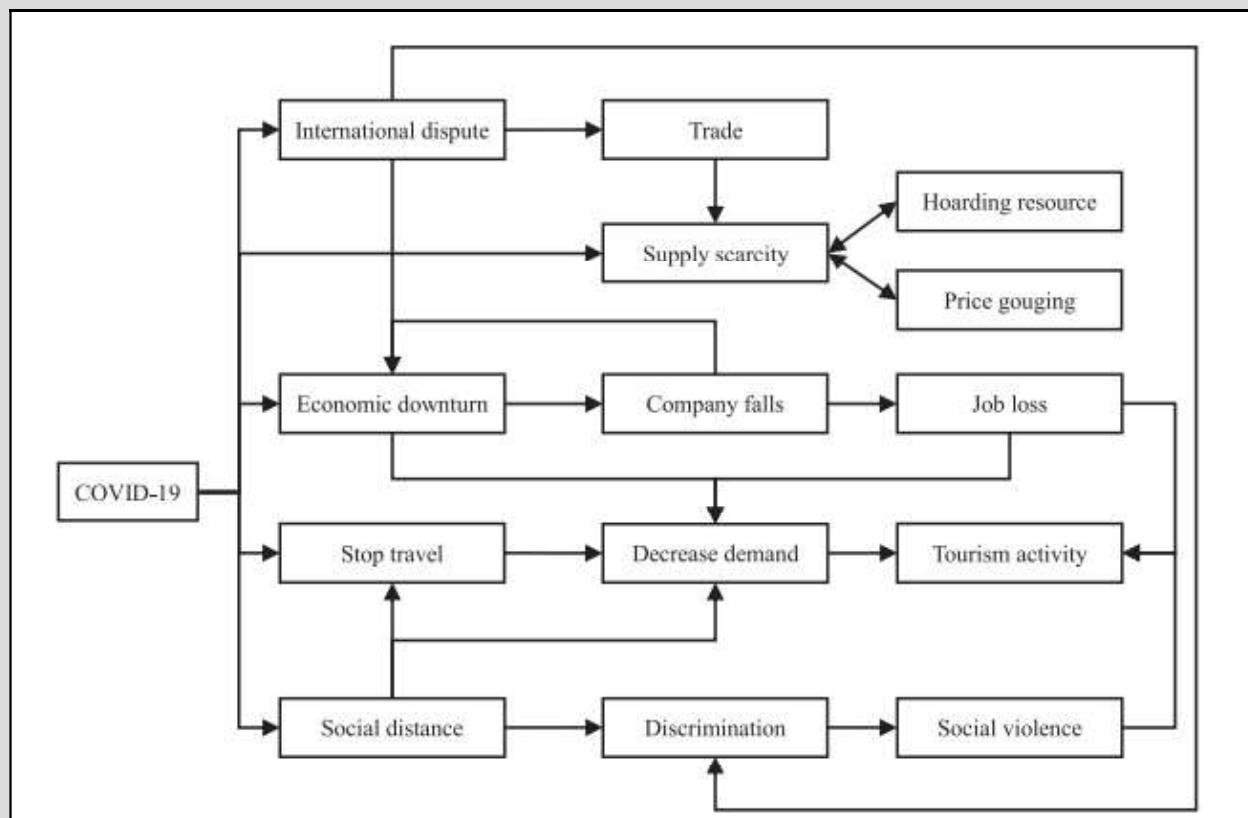 International dispute
Trade
Hoarding resource
Supply scarcity
Price gouging
Economic downturn
Company falls
Job loss
COVID-19
Stop travel
Decrease demand
Tourism activity
Social distance
Discrimination
Social violence